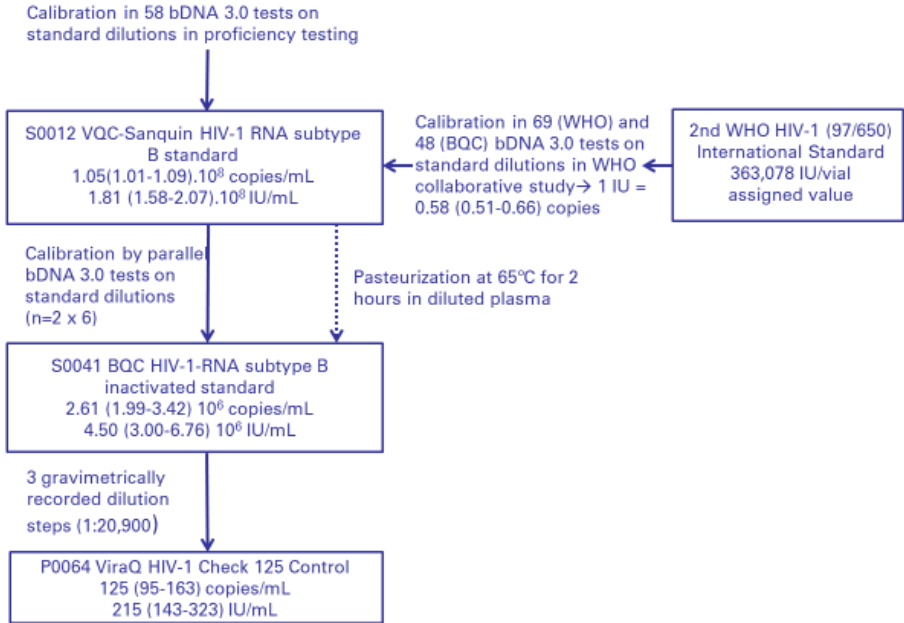 Calibration in 58 bDNA 3.0 tests on
standard dilutions in proficiency testing
S0012 VQC-Sanquin HIV-1 RNA subtype
B standard
1.05(1.01-1.09).10⁸ copies/mL
1.81 (1.58-2.07).10⁸ IU/mL
Calibration in 69 (WHO) and
48 (BQC) bDNA 3.0 tests on
standard dilutions in WHO
collaborative study→ 1 IU =
0.58 (0.51-0.66) copies
2nd WHO HIV-1 (97/650)
International Standard
363,078 IU/vial
assigned value
Calibration by parallel
bDNA 3.0 tests on
standard dilutions
(n=2 x 6)
Pasteurization at 65°C for 2
hours in diluted plasma
S0041 BQC HIV-1-RNA subtype B
inactivated standard
2.61 (1.99-3.42) 10⁶ copies/mL
4.50 (3.00-6.76) 10⁶ IU/mL
3 gravimetrically
recorded dilution
steps (1:20,900)
P0064 ViraQ HIV-1 Check 125 Control
125 (95-163) copies/mL
215 (143-323) IU/mL